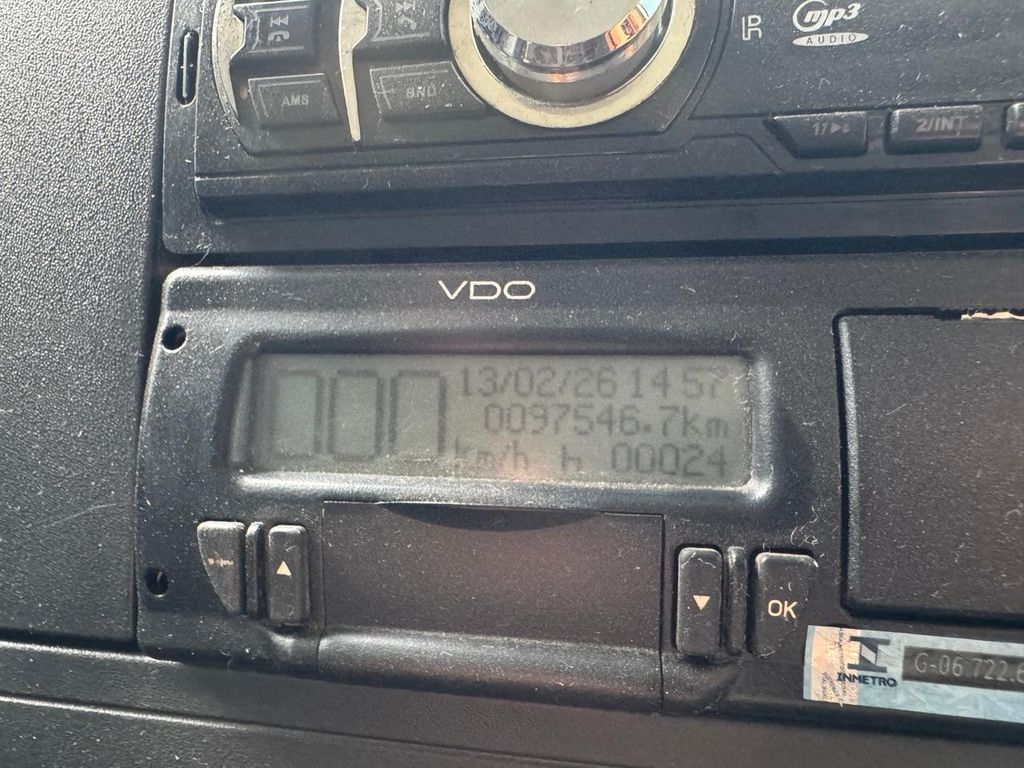 mp3
AUDIO
AMS
BND
1/
2/INT
VDO
000
13/02/26 14 57
0097546.7km
km/h H 00024
OK
INMETRO
G-06.722.6